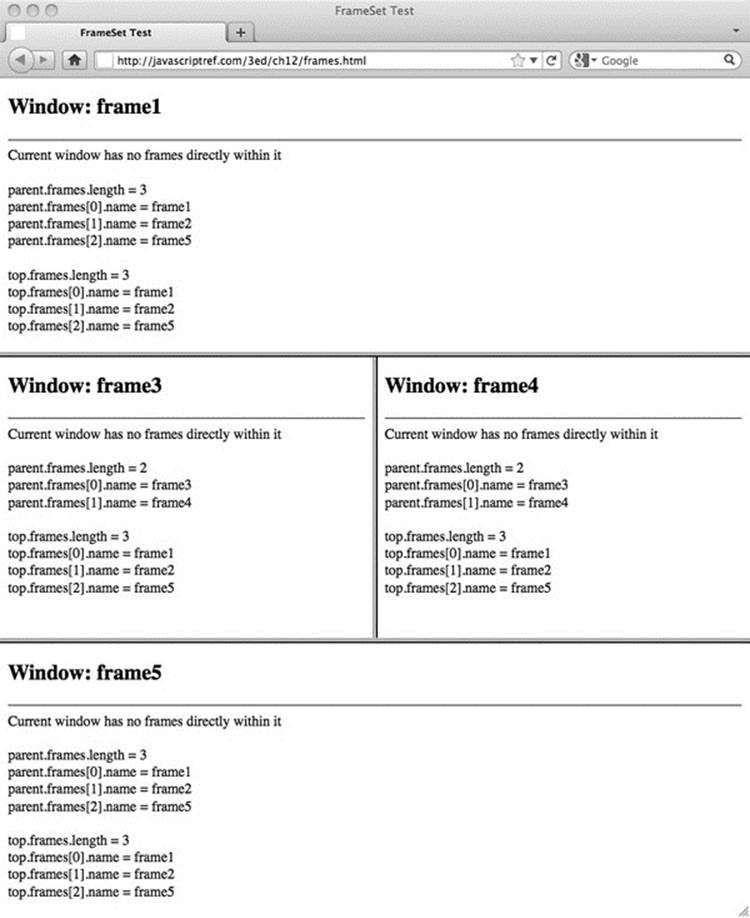 FrameSet Test
FrameSet Test
+
http://javascriptref.com/3ed/ch12/frames.html
Google
Window: frame1
Current window has no frames directly within it
parent.frames.length = 3
parent.frames[0].name = frame1
parent.frames[1].name = frame2
parent.frames[2].name = frame5
top.frames.length = 3
top.frames[0].name = frame1
top.frames[1].name = frame2
top.frames[2].name = frame5
Window: frame3
Current window has no frames directly within it
parent.frames.length = 2
parent.frames[0].name = frame3
parent.frames[1].name = frame4
top.frames.length = 3
top.frames[0].name = frame1
top.frames[1].name = frame2
top.frames[2].name = frame5
Window: frame4
Current window has no frames directly within it
parent.frames.length = 2
parent.frames[0].name = frame3
parent.frames[1].name = frame4
top.frames.length = 3
top.frames[0].name = frame1
top.frames[1].name = frame2
top.frames[2].name = frame5
Window: frame5
Current window has no frames directly within it
parent.frames.length = 3
parent.frames[0].name = frame1
parent.frames[1].name = frame2
parent.frames[2].name = frame5
top.frames.length = 3
top.frames[0].name = frame1
top.frames[1].name = frame2
top.frames[2].name = frame5